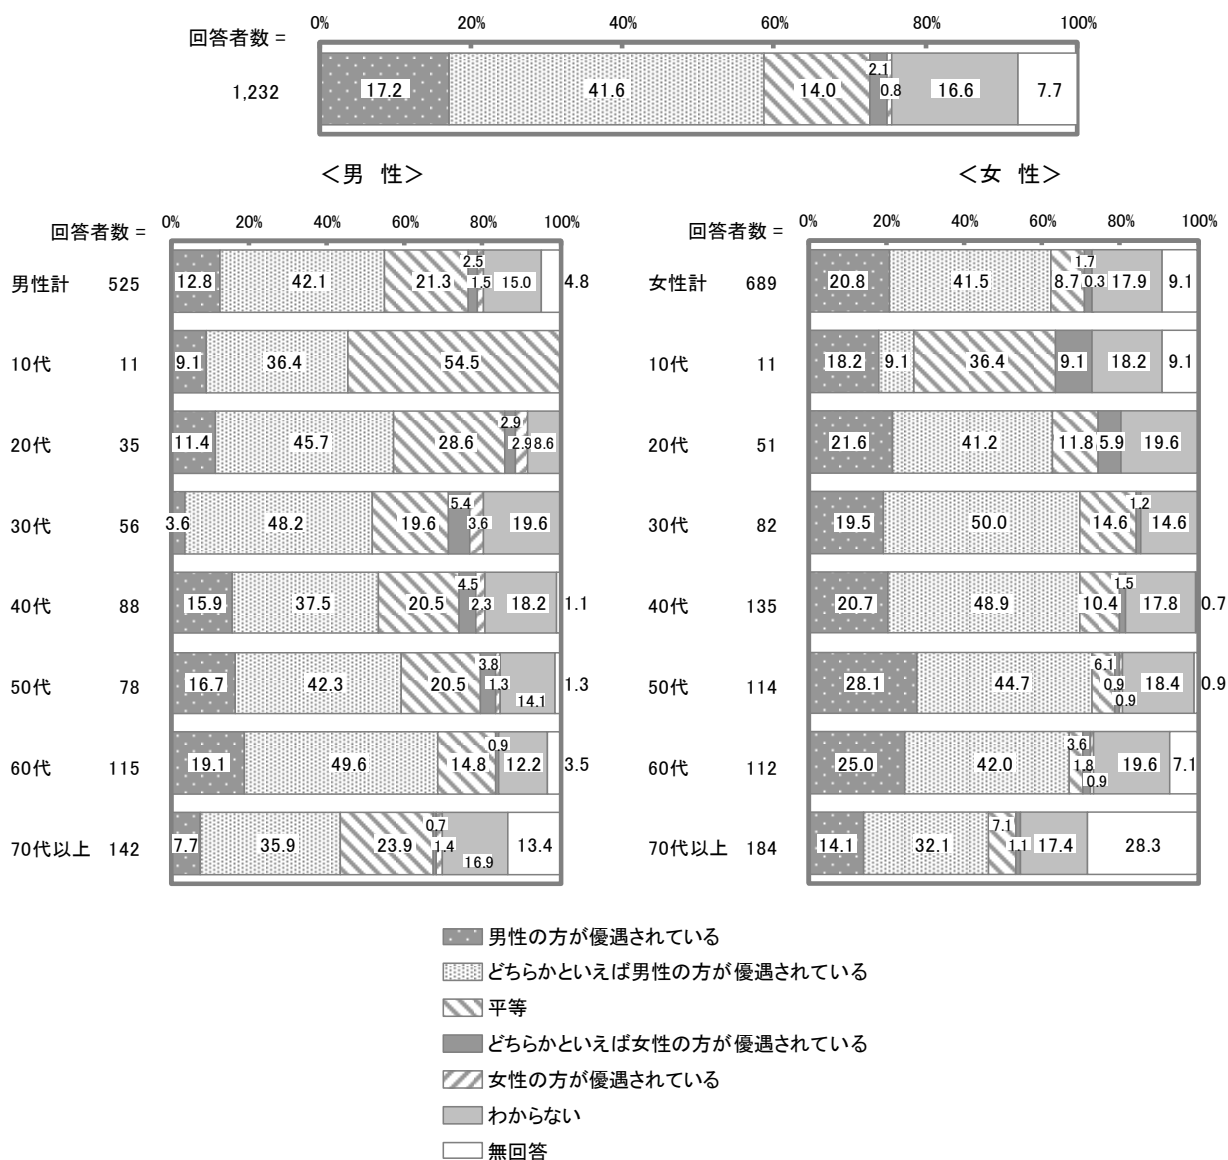 0% 20% 40% 60% 80% 100%
回答者数 =
1,232 17.2 41.6 14.0 2.1 0.8 16.6 7.7
＜男 性＞
0% 20% 40% 60% 80% 100%
回答者数 =
男性計 525 12.8 42.1 21.3 2.5 1.5 15.0 4.8
10代 11 9.1 36.4 54.5
20代 35 11.4 45.7 28.6 2.9 2.9 8.6
30代 56 3.6 48.2 19.6 5.4 3.6 19.6
40代 88 15.9 37.5 20.5 4.5 2.3 18.2 1.1
50代 78 16.7 42.3 20.5 3.8 1.3 14.1 1.3
60代 115 19.1 49.6 14.8 0.9 12.2 3.5
70代以上 142 7.7 35.9 23.9 0.7 1.4 16.9 13.4
＜女 性＞
0% 20% 40% 60% 80% 100%
回答者数 =
女性計 689 20.8 41.5 8.7 1.7 0.3 17.9 9.1
10代 11 18.2 9.1 36.4 9.1 18.2 9.1
20代 51 21.6 41.2 11.8 5.9 19.6
30代 82 19.5 50.0 14.6 1.2 14.6
40代 135 20.7 48.9 10.4 1.5 17.8 0.7
50代 114 28.1 44.7 6.1 0.9 0.9 18.4 0.9
60代 112 25.0 42.0 3.6 1.8 0.9 19.6 7.1
70代以上 184 14.1 32.1 7.1 1.1 17.4 28.3
男性の方が優遇されている
どちらかといえば男性の方が優遇されている
平等
どちらかといえば女性の方が優遇されている
女性の方が優遇されている
わからない
無回答